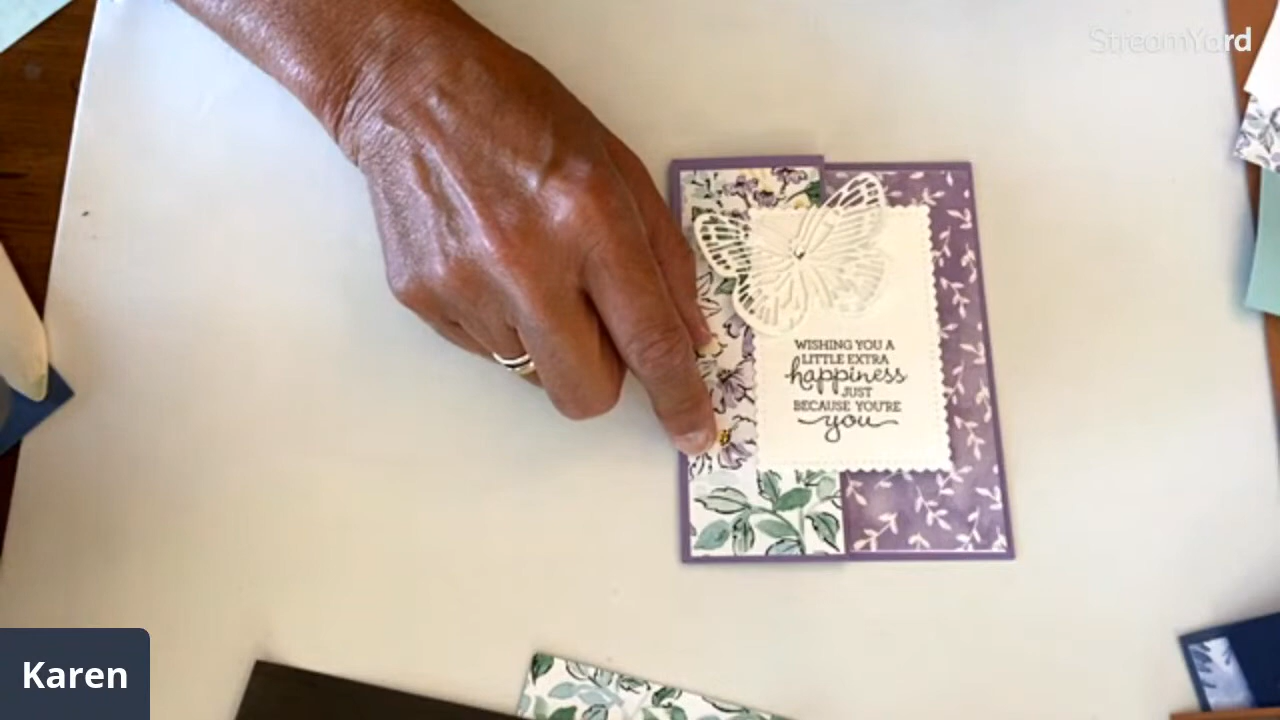 StreamYard
WISHING YOU A
LITTLE EXTRA
happiness
JUST
BECAUSE YOU'RE
you
Karen